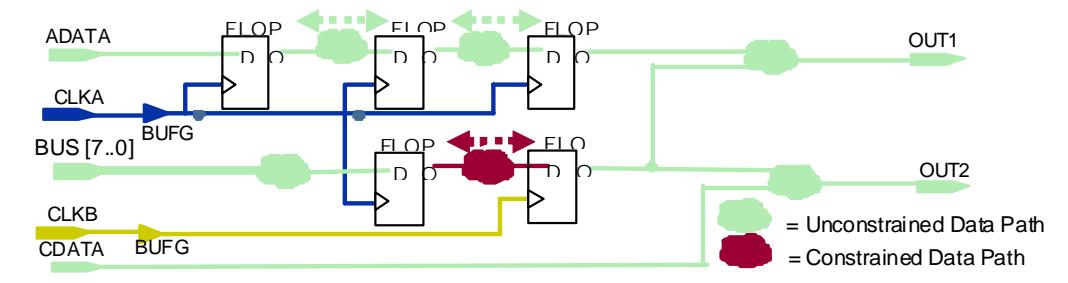 FLOP
FLOP
FLOP
ADATA
D
Q
D
Q
D
Q
OUT1
CLKA
BUFG
BUS [7..0]
FLOP
FLOP
D
Q
D
Q
OUT2
CLKB
BUFG
CDATA
= Unconstrained Data Path
= Constrained Data Path